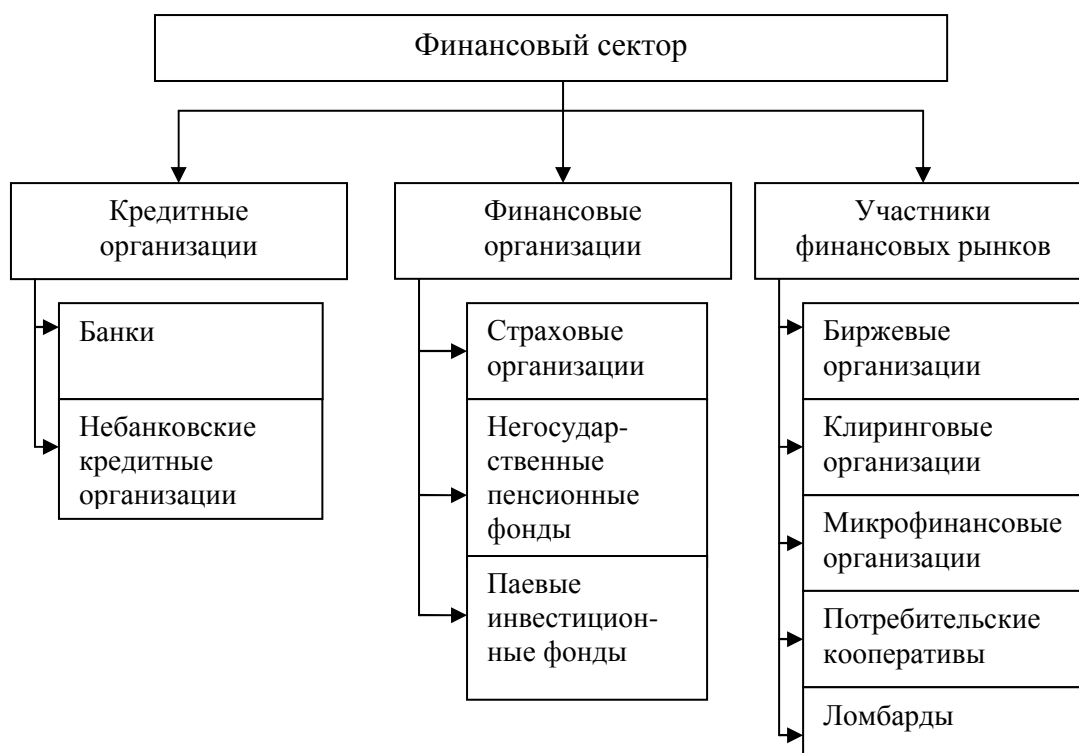 Финансовый сектор
Кредитные
организации
Финансовые
организации
Участники
финансовых рынков
Банки
Небанковские
кредитные
организации
Страховые
организации
Негосудар-
ственные
пенсионные
фонды
Паевые
инвестицион-
ные фонды
Биржевые
организации
Клиринговые
организации
Микрофинансовые
организации
Потребительские
кооперативы
Ломбарды